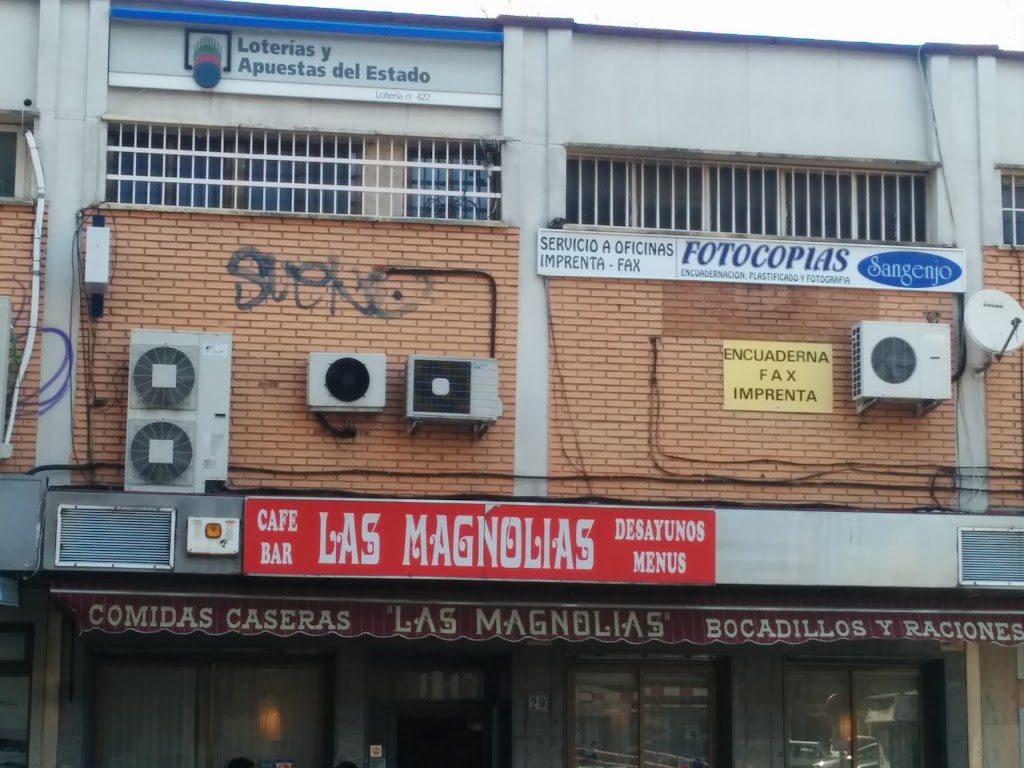 Loterías y
Apuestas del Estado
Lotería nº 422
SERVICIO A OFICINAS
IMPRENTA - FAX
FOTOCOPIAS
ENCUADERNACION, PLASTIFICADO Y FOTOGRAFIA
Sangenjo
ENCUADERNA
FAX
IMPRENTA
CAFE
BAR
LAS MAGNOLIAS
DESAYUNOS
MENUS
COMIDAS CASERAS "LAS MAGNOLIAS" BOCADILLOS Y RACIONES
29